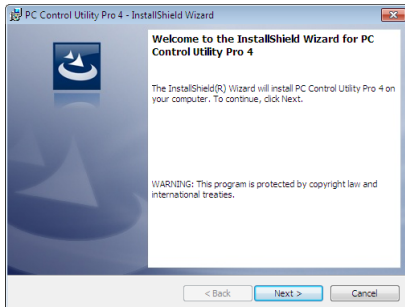 PC Control Utility Pro 4 - InstallShield Wizard
Welcome to the InstallShield Wizard for PC
Control Utility Pro 4
The InstallShield(R) Wizard will install PC Control Utility Pro 4 on
your computer. To continue, click Next.
WARNING: This program is protected by copyright law and
international treaties.
< Back Next > Cancel